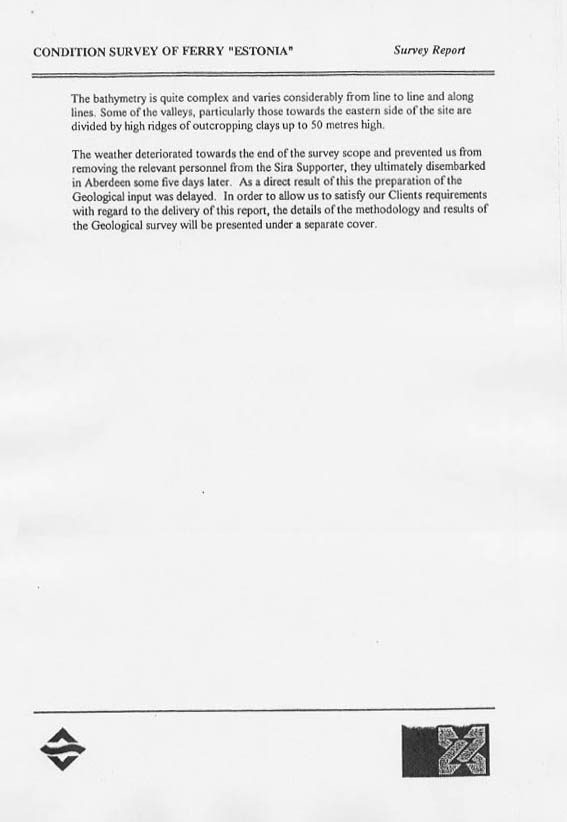 CONDITION SURVEY OF FERRY "ESTONIA" Survey Report
The bathymetry is quite complex and varies considerably from line to line and along
lines. Some of the valleys, particularly those towards the eastern side of the site are
divided by high ridges of outcropping clays up to 50 metres high.
The weather deteriorated towards the end of the survey scope and prevented us from
removing the relevant personnel from the Sira Supporter, they ultimately disembarked
in Aberdeen some five days later. As a direct result of this the preparation of the
Geological input was delayed. In order to allow us to satisfy our Clients requirements
with regard to the delivery of this report, the details of the methodology and results of
the Geological survey will be presented under a separate cover.